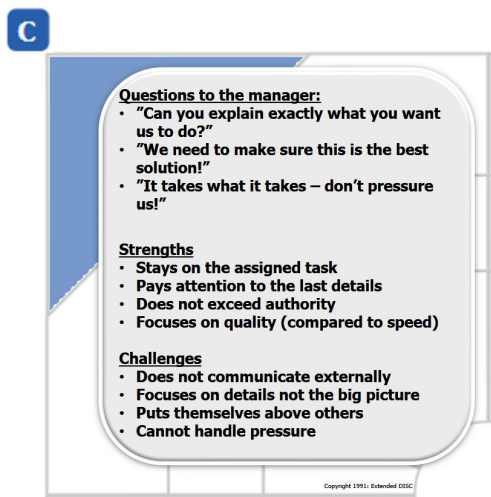 C
Questions to the manager:
• ”Can you explain exactly what you want
us to do?”
• ”We need to make sure this is the best
solution!”
• ”It takes what it takes – don’t pressure
us!”
Strengths
• Stays on the assigned task
• Pays attention to the last details
• Does not exceed authority
• Focuses on quality (compared to speed)
Challenges
• Does not communicate externally
• Focuses on details not the big picture
• Puts themselves above others
• Cannot handle pressure
Copyright 1991: Extended DISC